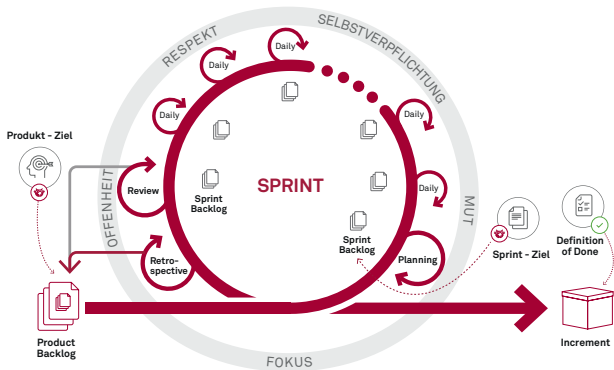 RESPEKT
SELBSTVERPFLICHTUNG
MUT
FOKUS
OFFENHEIT
Daily
Daily
Daily
Daily
Daily
Produkt - Ziel
Review
Sprint
Backlog
SPRINT
Sprint
Backlog
Planning
Retro-
spective
Sprint - Ziel
Definition
of Done
Product
Backlog
Increment